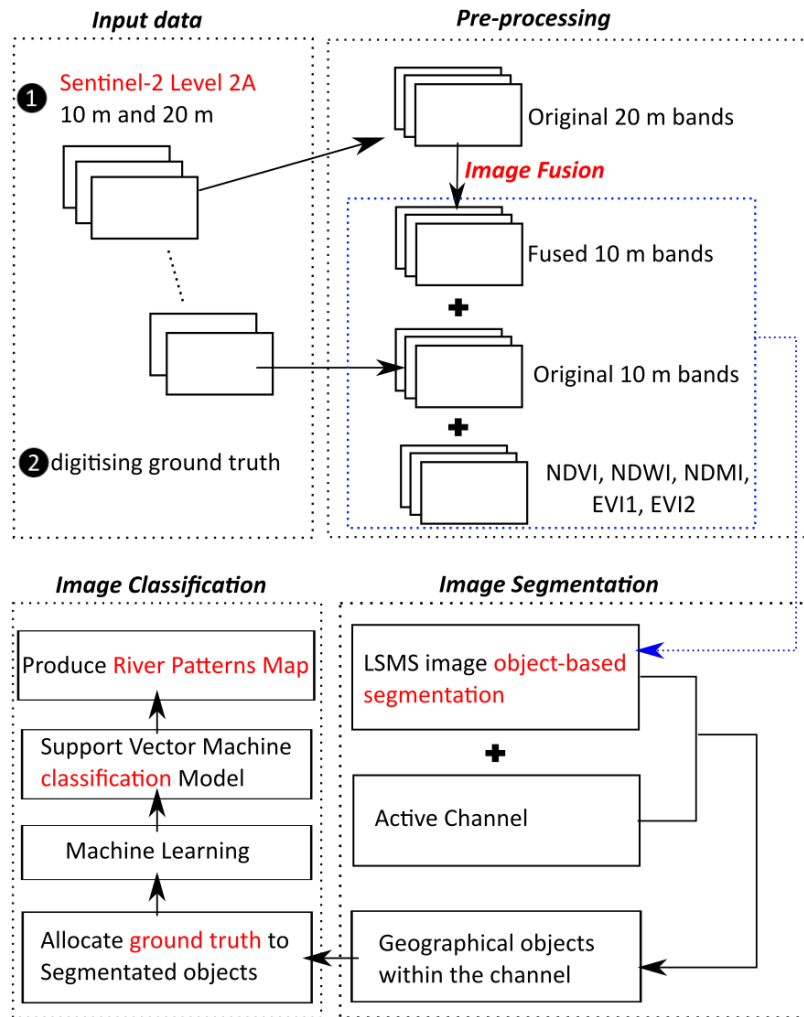 Input data
Pre-processing
1 Sentinel-2 Level 2A
10 m and 20 m
Original 20 m bands
Image Fusion
Fused 10 m bands
+
Original 10 m bands
+
2 digitising ground truth
NDVI, NDWI, NDMI,
EVI1, EVI2
Image Classification
Image Segmentation
Produce River Patterns Map
Support Vector Machine
classification Model
Machine Learning
Allocate ground truth to
Segmentated objects
LSMS image object-based
segmentation
+
Active Channel
Geographical objects
within the channel